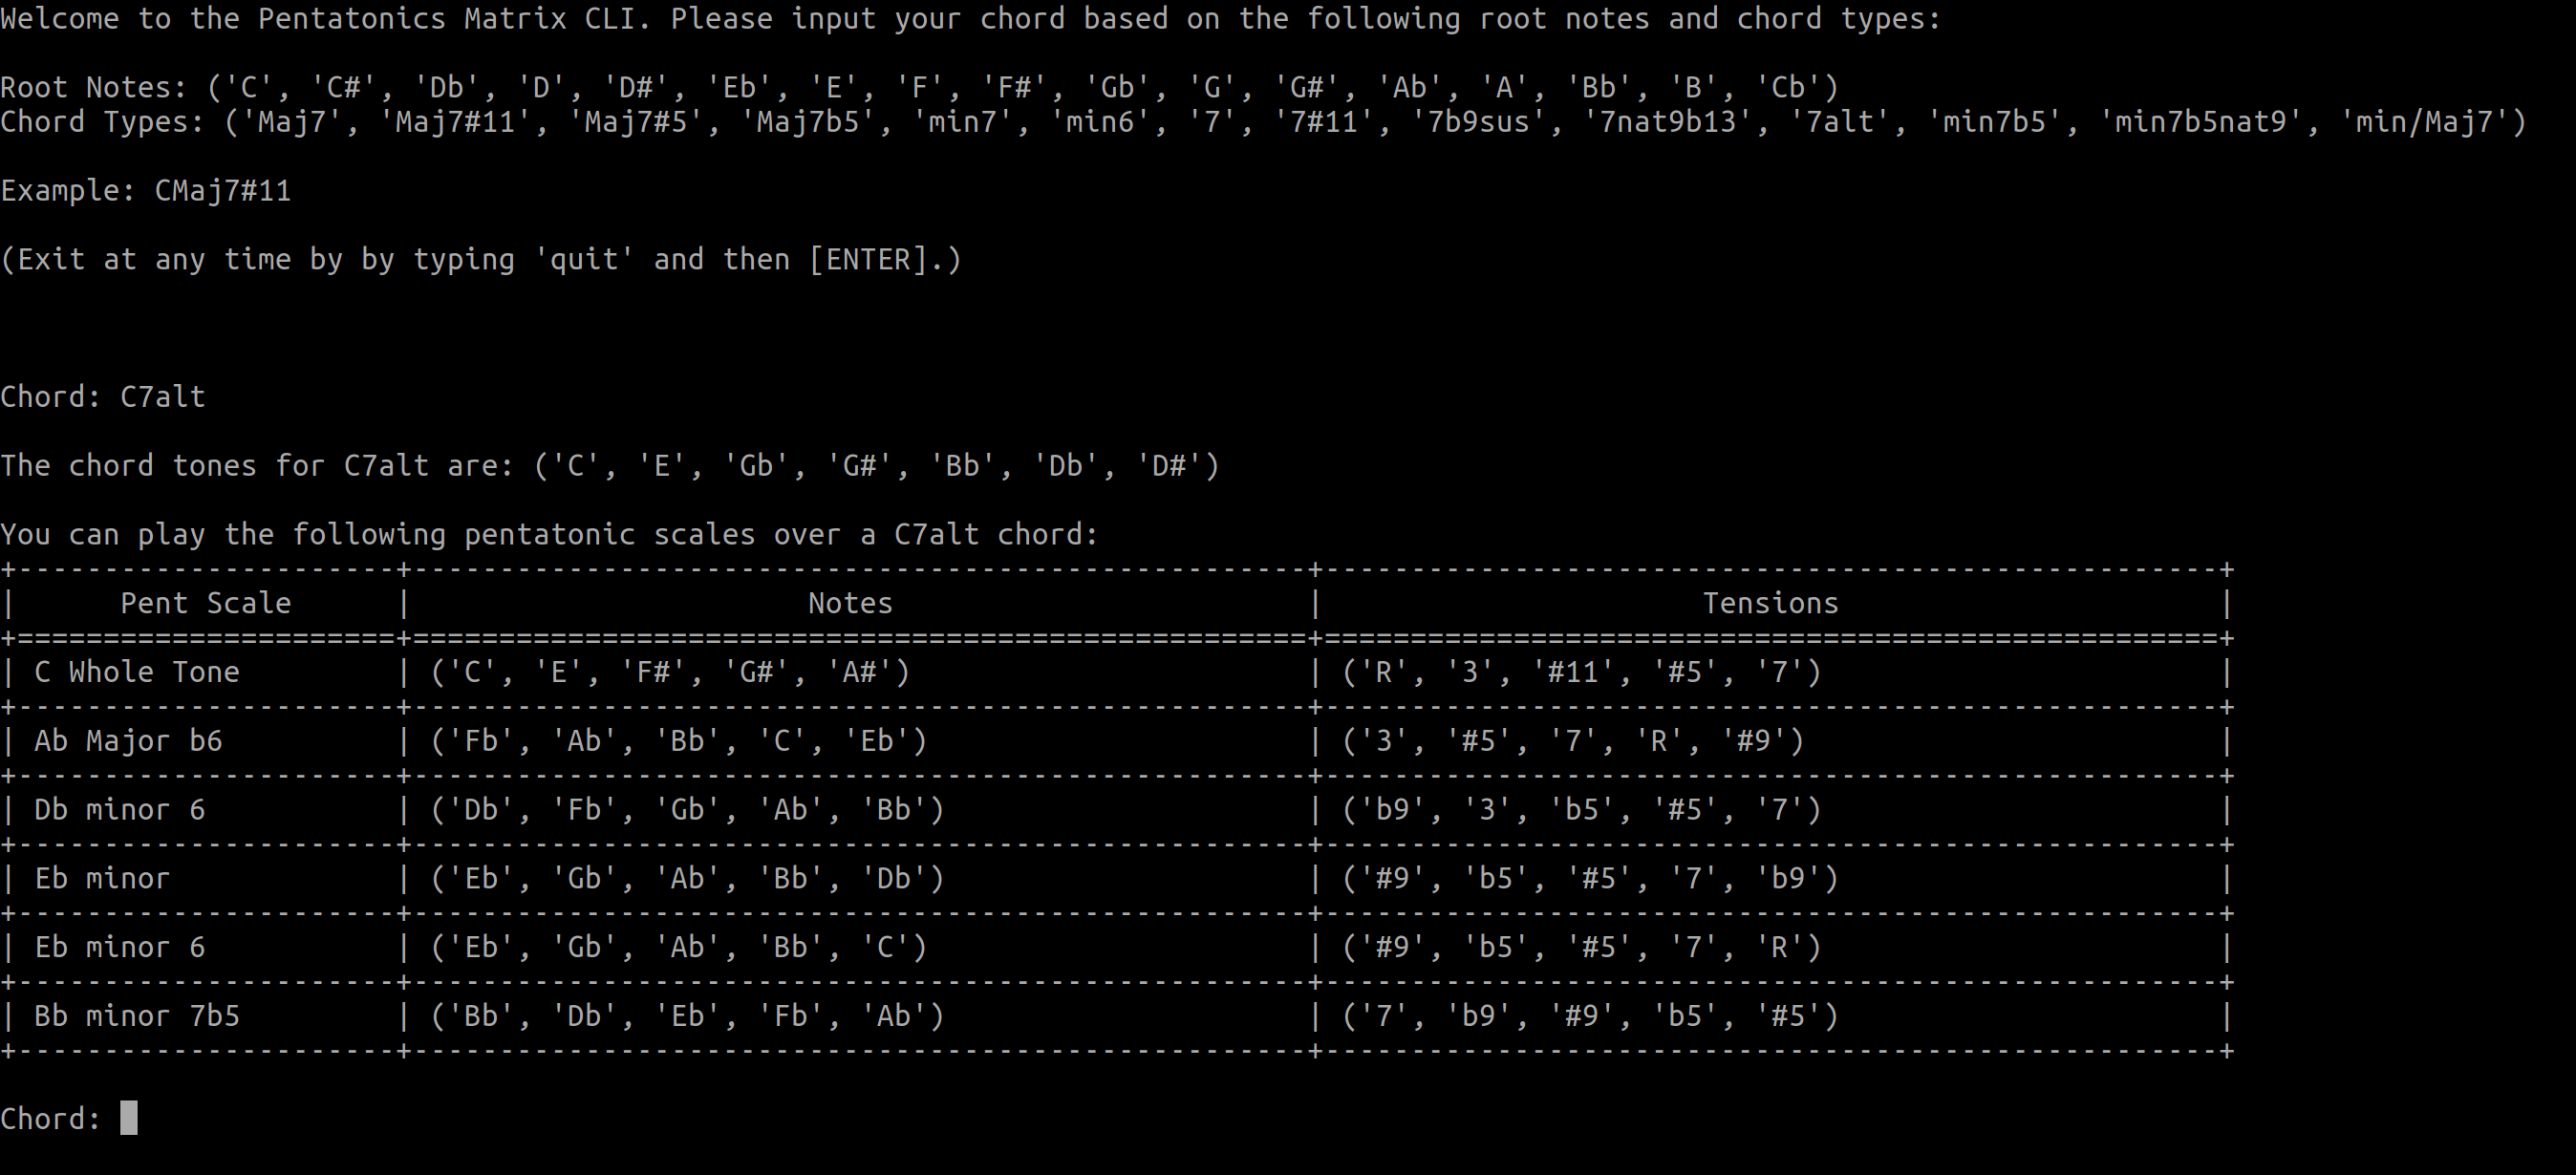 Welcome to the Pentatonics Matrix CLI. Please input your chord based on the following root notes and chord types:
Root Notes: ('C', 'C#', 'Db', 'D', 'D#', 'Eb', 'E', 'F', 'F#', 'Gb', 'G', 'G#', 'Ab', 'A', 'Bb', 'B', 'Cb')
Chord Types: ('Maj7', 'Maj7#11', 'Maj7#5', 'Maj7b5', 'min7', 'min6', '7', '7#11', '7b9sus', '7nat9b13', '7alt', 'min7b5', 'min7b5nat9', 'min/Maj7')
Example: CMaj7#11
(Exit at any time by by typing 'quit' and then [ENTER].)
Chord: C7alt
The chord tones for C7alt are: ('C', 'E', 'Gb', 'G#', 'Bb', 'Db', 'D#')
You can play the following pentatonic scales over a C7alt chord:
| Pent Scale | Notes | Tensions |
| C Whole Tone | ('C', 'E', 'F#', 'G#', 'A#') | ('R', '3', '#11', '#5', '7') |
| Ab Major b6 | ('Fb', 'Ab', 'Bb', 'C', 'Eb') | ('3', '#5', '7', 'R', '#9') |
| Db minor 6 | ('Db', 'Fb', 'Gb', 'Ab', 'Bb') | ('b9', '3', 'b5', '#5', '7') |
| Eb minor | ('Eb', 'Gb', 'Ab', 'Bb', 'Db') | ('#9', 'b5', '#5', '7', 'b9') |
| Eb minor 6 | ('Eb', 'Gb', 'Ab', 'Bb', 'C') | ('#9', 'b5', '#5', '7', 'R') |
| Bb minor 7b5 | ('Bb', 'Db', 'Eb', 'Fb', 'Ab') | ('7', 'b9', '#9', 'b5', '#5') |
Chord: